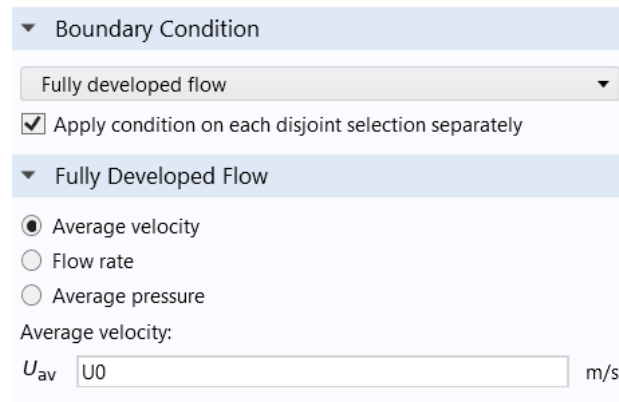 Boundary Condition
Fully developed flow
Apply condition on each disjoint selection separately
Fully Developed Flow
Average velocity
Flow rate
Average pressure
Average velocity:
Uav U0 m/s